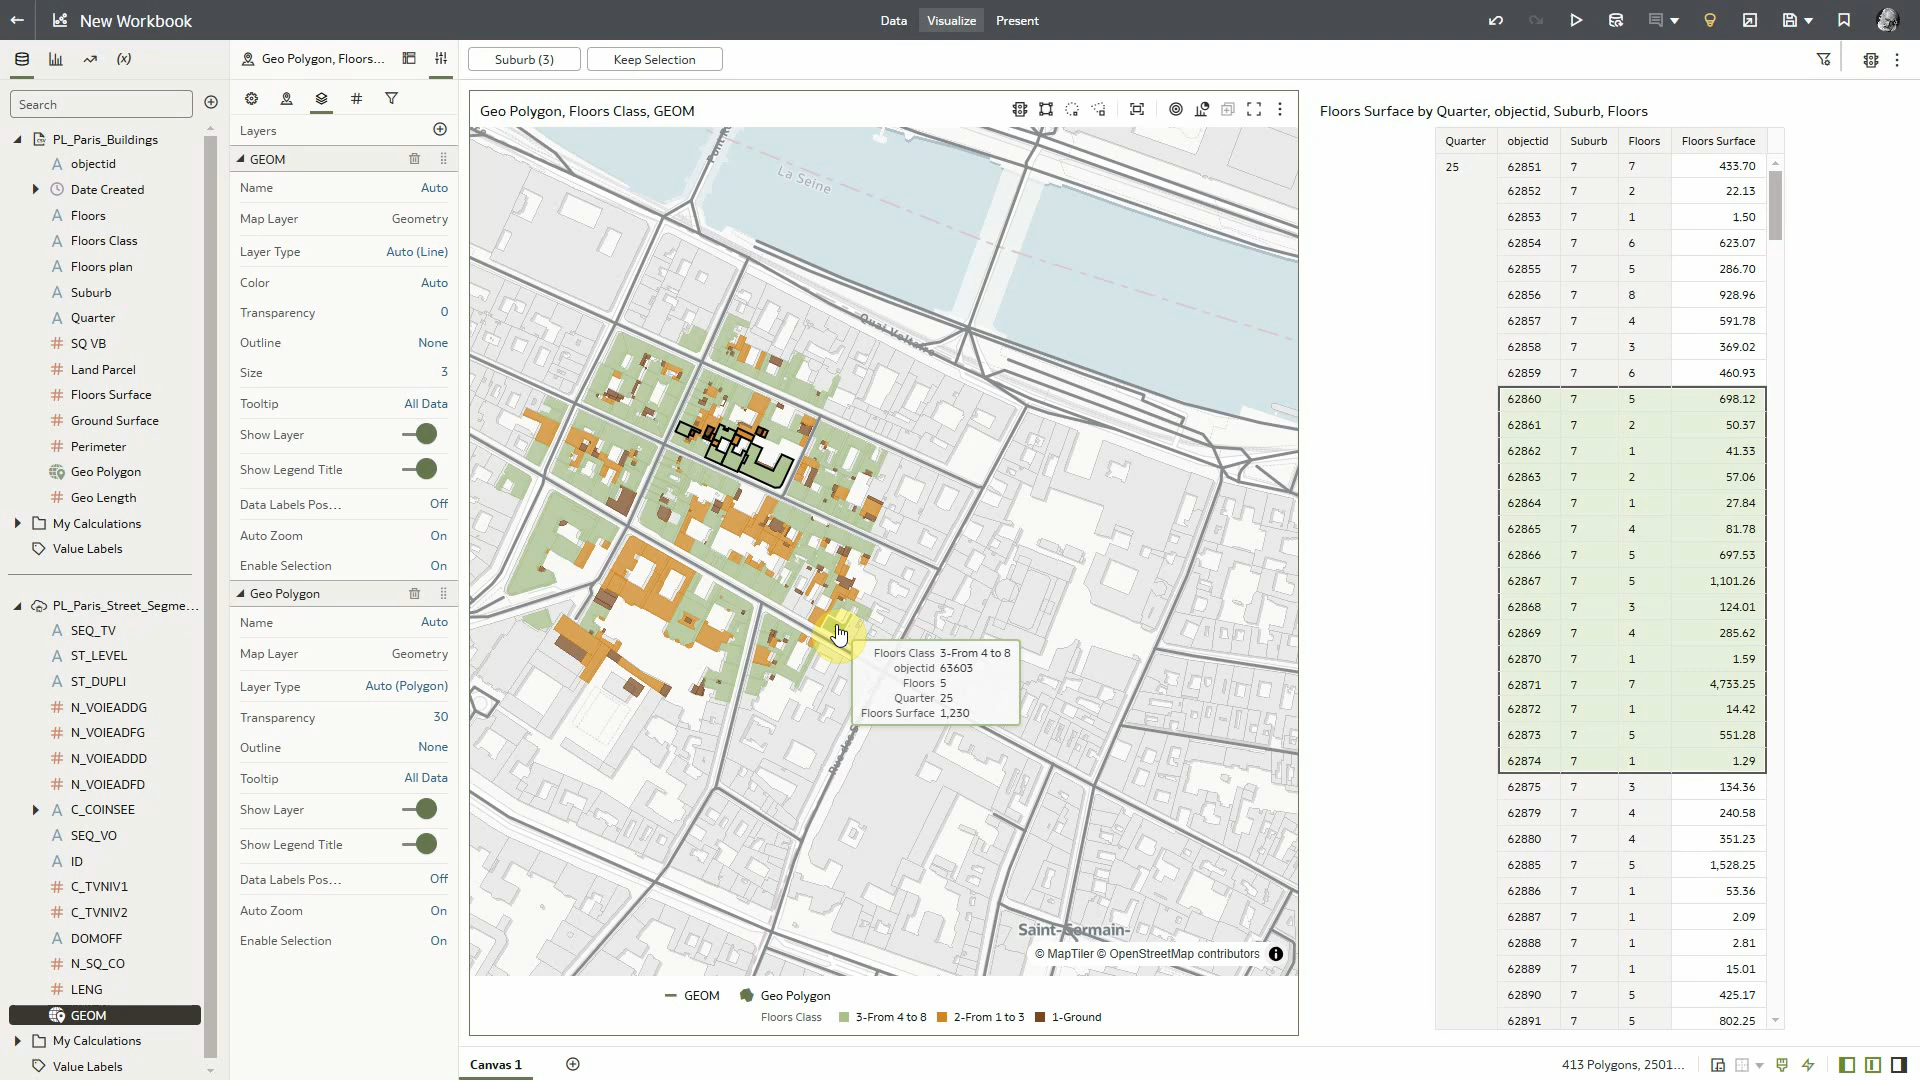 New Workbook
Data Visualize Present
Geo Polygon, Floors...
Suburb (3) Keep Selection
Search
PL_Paris_Buildings
objectid
Date Created
Floors
Floors Class
Floors plan
Suburb
Quarter
SQ VB
Land Parcel
Floors Surface
Ground Surface
Perimeter
Geo Polygon
Geo Length
My Calculations
Value Labels
PL_Paris_Street_Segme...
SEQ_TV
ST_LEVEL
ST_DUPLI
N_VOIEADDG
N_VOIEADFG
N_VOIEADDD
N_VOIEADFD
C_COINSEE
SEQ_VO
ID
C_TVNIV1
C_TVNIV2
DOMOFF
N_SQ_CO
LENG
GEOM
My Calculations
Value Labels
Layers
GEOM
Name Auto
Map Layer Geometry
Layer Type Auto (Line)
Color Auto
Transparency 0
Outline None
Size 3
Tooltip All Data
Show Layer
Show Legend Title
Data Labels Pos... Off
Auto Zoom On
Enable Selection On
Geo Polygon
Name Auto
Map Layer Geometry
Layer Type Auto (Polygon)
Transparency 30
Outline None
Tooltip All Data
Show Layer
Show Legend Title
Data Labels Pos... Off
Auto Zoom On
Enable Selection On
Geo Polygon, Floors Class, GEOM
La Seine
Quai Voltaire
Floors Class 3-From 4 to 8
objectid 63603
Floors 5
Quarter 25
Floors Surface 1,230
Saint-Germain-
© MapTiler © OpenStreetMap contributors
GEOM Geo Polygon
Floors Class 3-From 4 to 8 2-From 1 to 3 1-Ground
Floors Surface by Quarter, objectid, Suburb, Floors
Quarter objectid Suburb Floors Floors Surface
25 62851 7 7 433.70
62852 7 2 22.13
62853 7 1 1.50
62854 7 6 623.07
62855 7 5 286.70
62856 7 8 928.96
62857 7 4 591.78
62858 7 3 369.02
62859 7 6 460.93
62860 7 5 698.12
62861 7 2 50.37
62862 7 1 41.33
62863 7 2 57.06
62864 7 1 27.84
62865 7 4 81.78
62866 7 5 697.53
62867 7 5 1,101.26
62868 7 3 124.01
62869 7 4 285.62
62870 7 1 1.59
62871 7 7 4,733.25
62872 7 1 14.42
62873 7 5 551.28
62874 7 1 1.29
62875 7 3 134.36
62879 7 4 240.58
62880 7 4 351.23
62885 7 5 1,528.25
62886 7 1 53.36
62887 7 1 2.09
62888 7 1 2.81
62889 7 1 15.01
62890 7 5 425.17
62891 7 5 802.25
Canvas 1
413 Polygons, 2501...